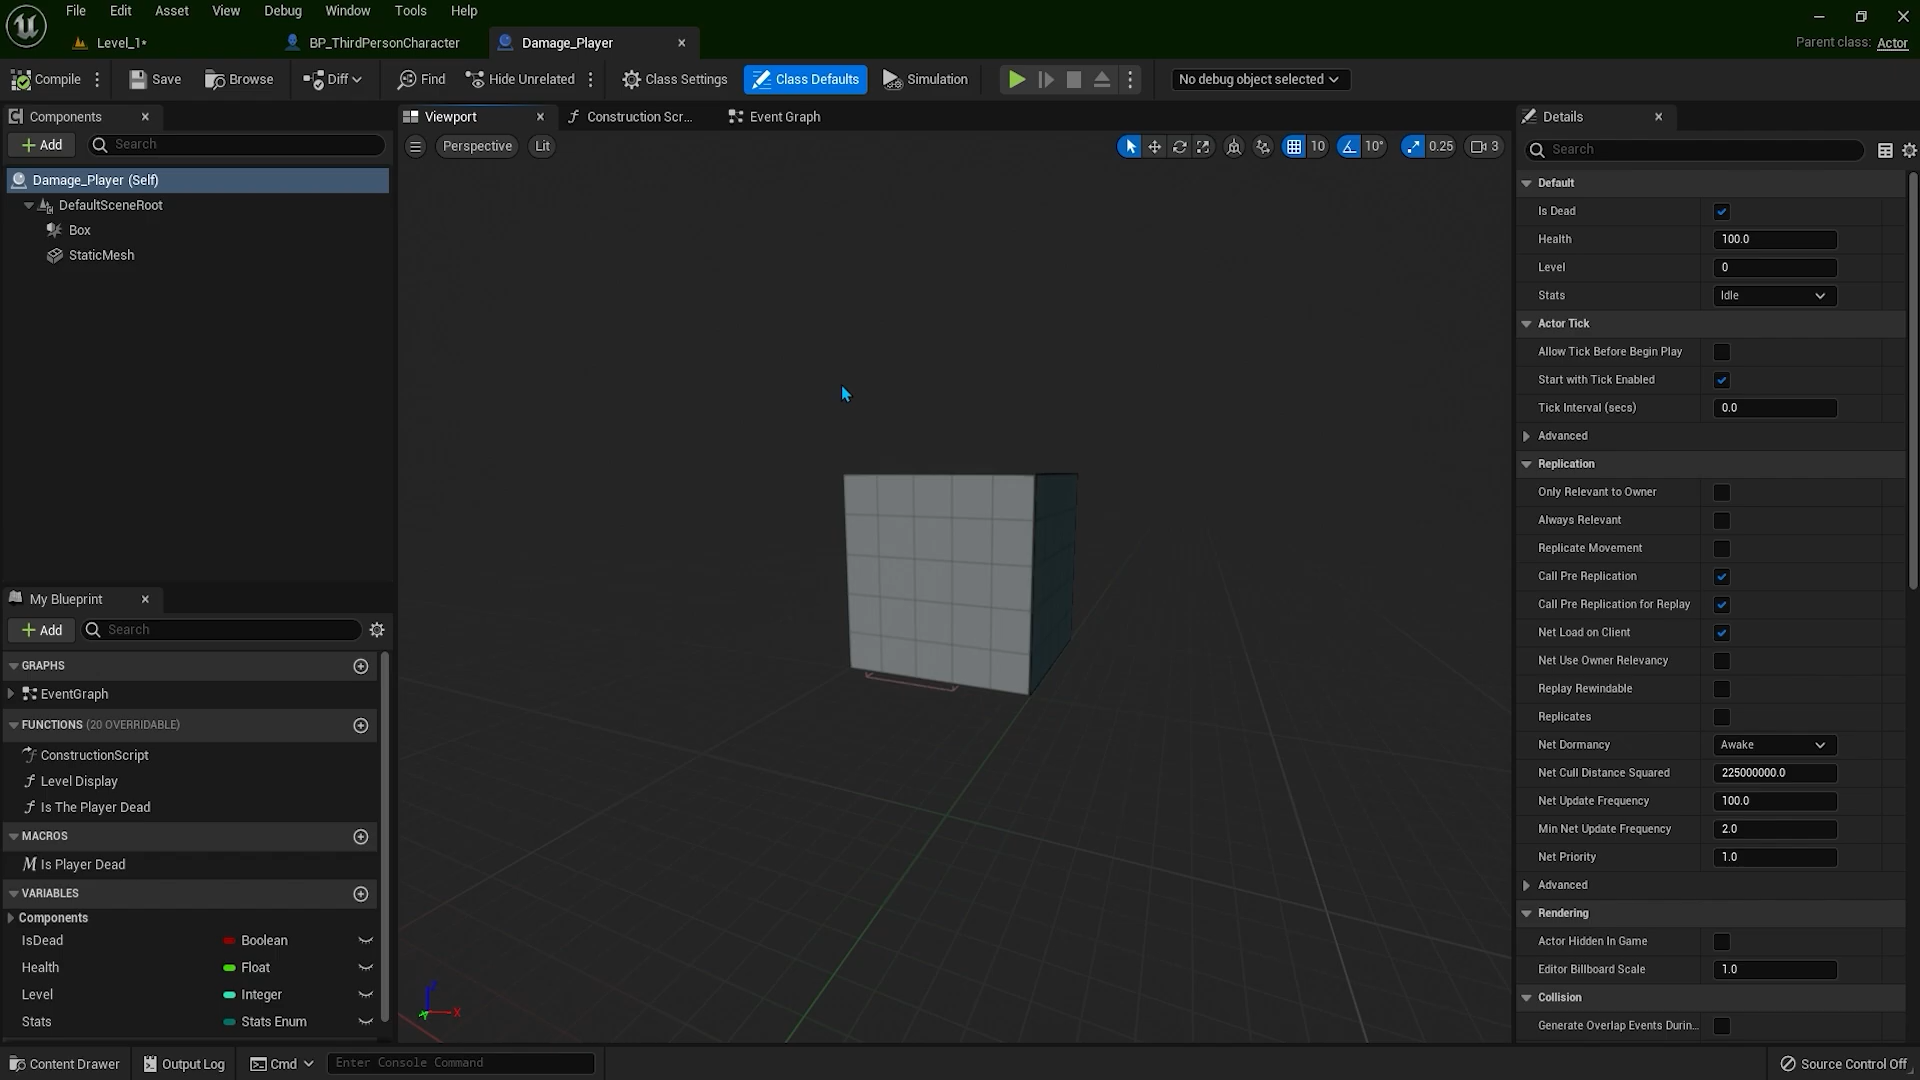 File Edit View Asset View Debug Window Tools Help
Level_1*
BP_ThirdPersonCharacter
Damage_Player
Parent class: Actor
Compile
Save
Browse
Diff
Find
Hide Unrelated
Class Settings
Class Defaults
Simulation
No debug object selected
Components
Add
Search
Damage_Player (Self)
DefaultSceneRoot
Box
StaticMesh
My Blueprint
Add
Search
GRAPHS
EventGraph
FUNCTIONS (20 OVERRIDABLE)
ConstructionScript
Level Display
Is The Player Dead
MACROS
Is Player Dead
VARIABLES
Components
IsDead Boolean
Health Float
Level Integer
Stats Stats Enum
Viewport
Construction Scr...
Event Graph
Perspective
Lit
10
10°
0.25
3
Z
X
Y
Details
Search
Default
Is Dead
Health 100.0
Level 0
Stats Idle
Actor Tick
Allow Tick Before Begin Play
Start with Tick Enabled
Tick Interval (secs) 0.0
Advanced
Replication
Only Relevant to Owner
Always Relevant
Replicate Movement
Call Pre Replication
Call Pre Replication for Replay
Net Load on Client
Net Use Owner Relevancy
Replay Rewindable
Replicates
Net Dormancy Awake
Net Cull Distance Squared 225000000.0
Net Update Frequency 100.0
Min Net Update Frequency 2.0
Net Priority 1.0
Advanced
Rendering
Actor Hidden In Game
Editor Billboard Scale 1.0
Collision
Generate Overlap Events Durin...
Content Drawer
Output Log
Cmd
Enter Console Command
Source Control Off